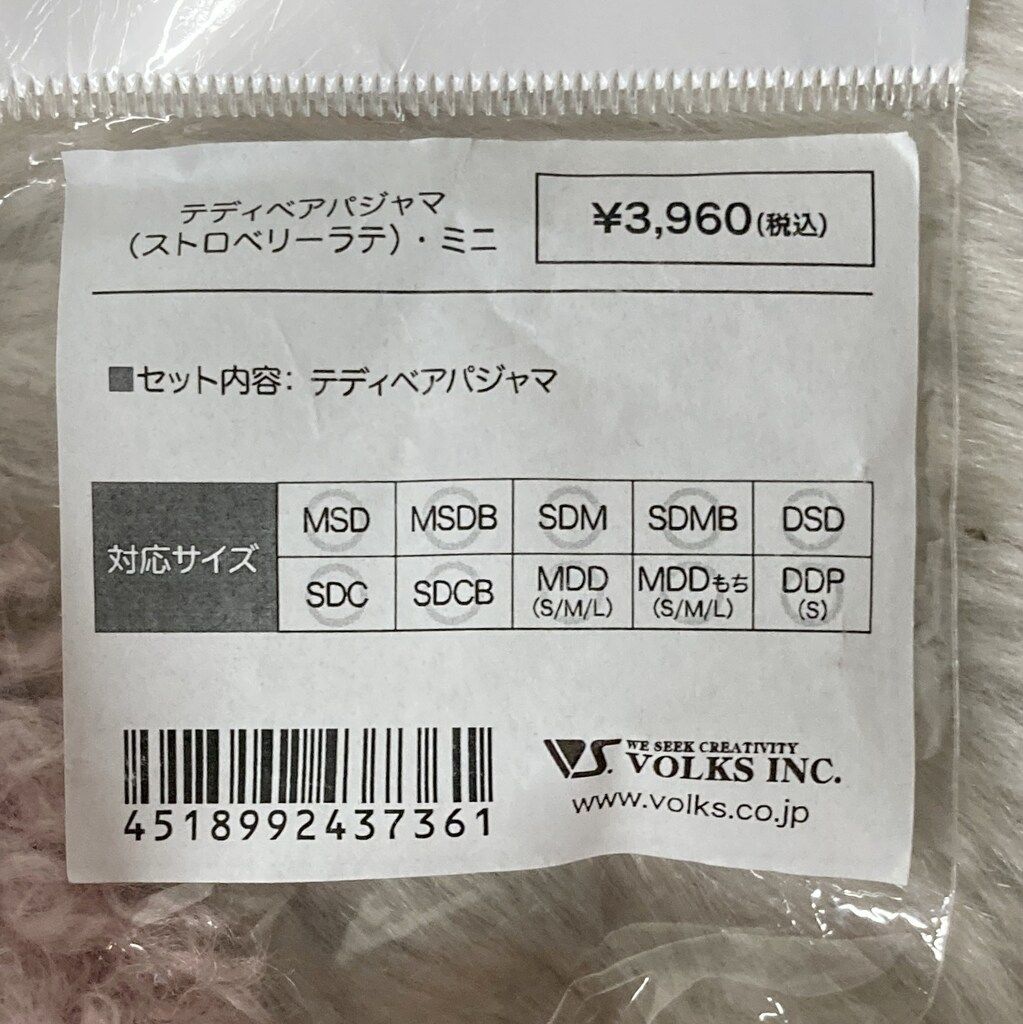 テディベアパジャマ
(ストロベリーラテ)・ミニ
¥3,960(税込)
■セット内容: テディベアパジャマ
対応サイズ
MSD MSDB SDM SDMB DSD
SDC SDCB MDD (S/M/L) MDDもち (S/M/L) DDP (S)
4518992437361
VS. WE SEEK CREATIVITY
VOLKS INC.
www.volks.co.jp